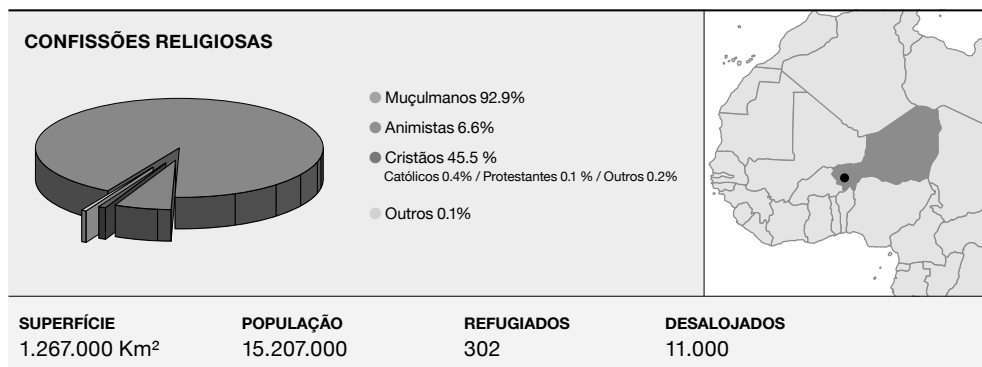 CONFISSÕES RELIGIOSAS
Muçulmanos 92.9%
Animistas 6.6%
Cristãos 45.5 %
Católicos 0.4% / Protestantes 0.1 % / Outros 0.2%
Outros 0.1%
SUPERFÍCIE POPULAÇÃO REFUGIADOS DESALOJADOS
1.267.000 Km² 15.207.000 302 11.000